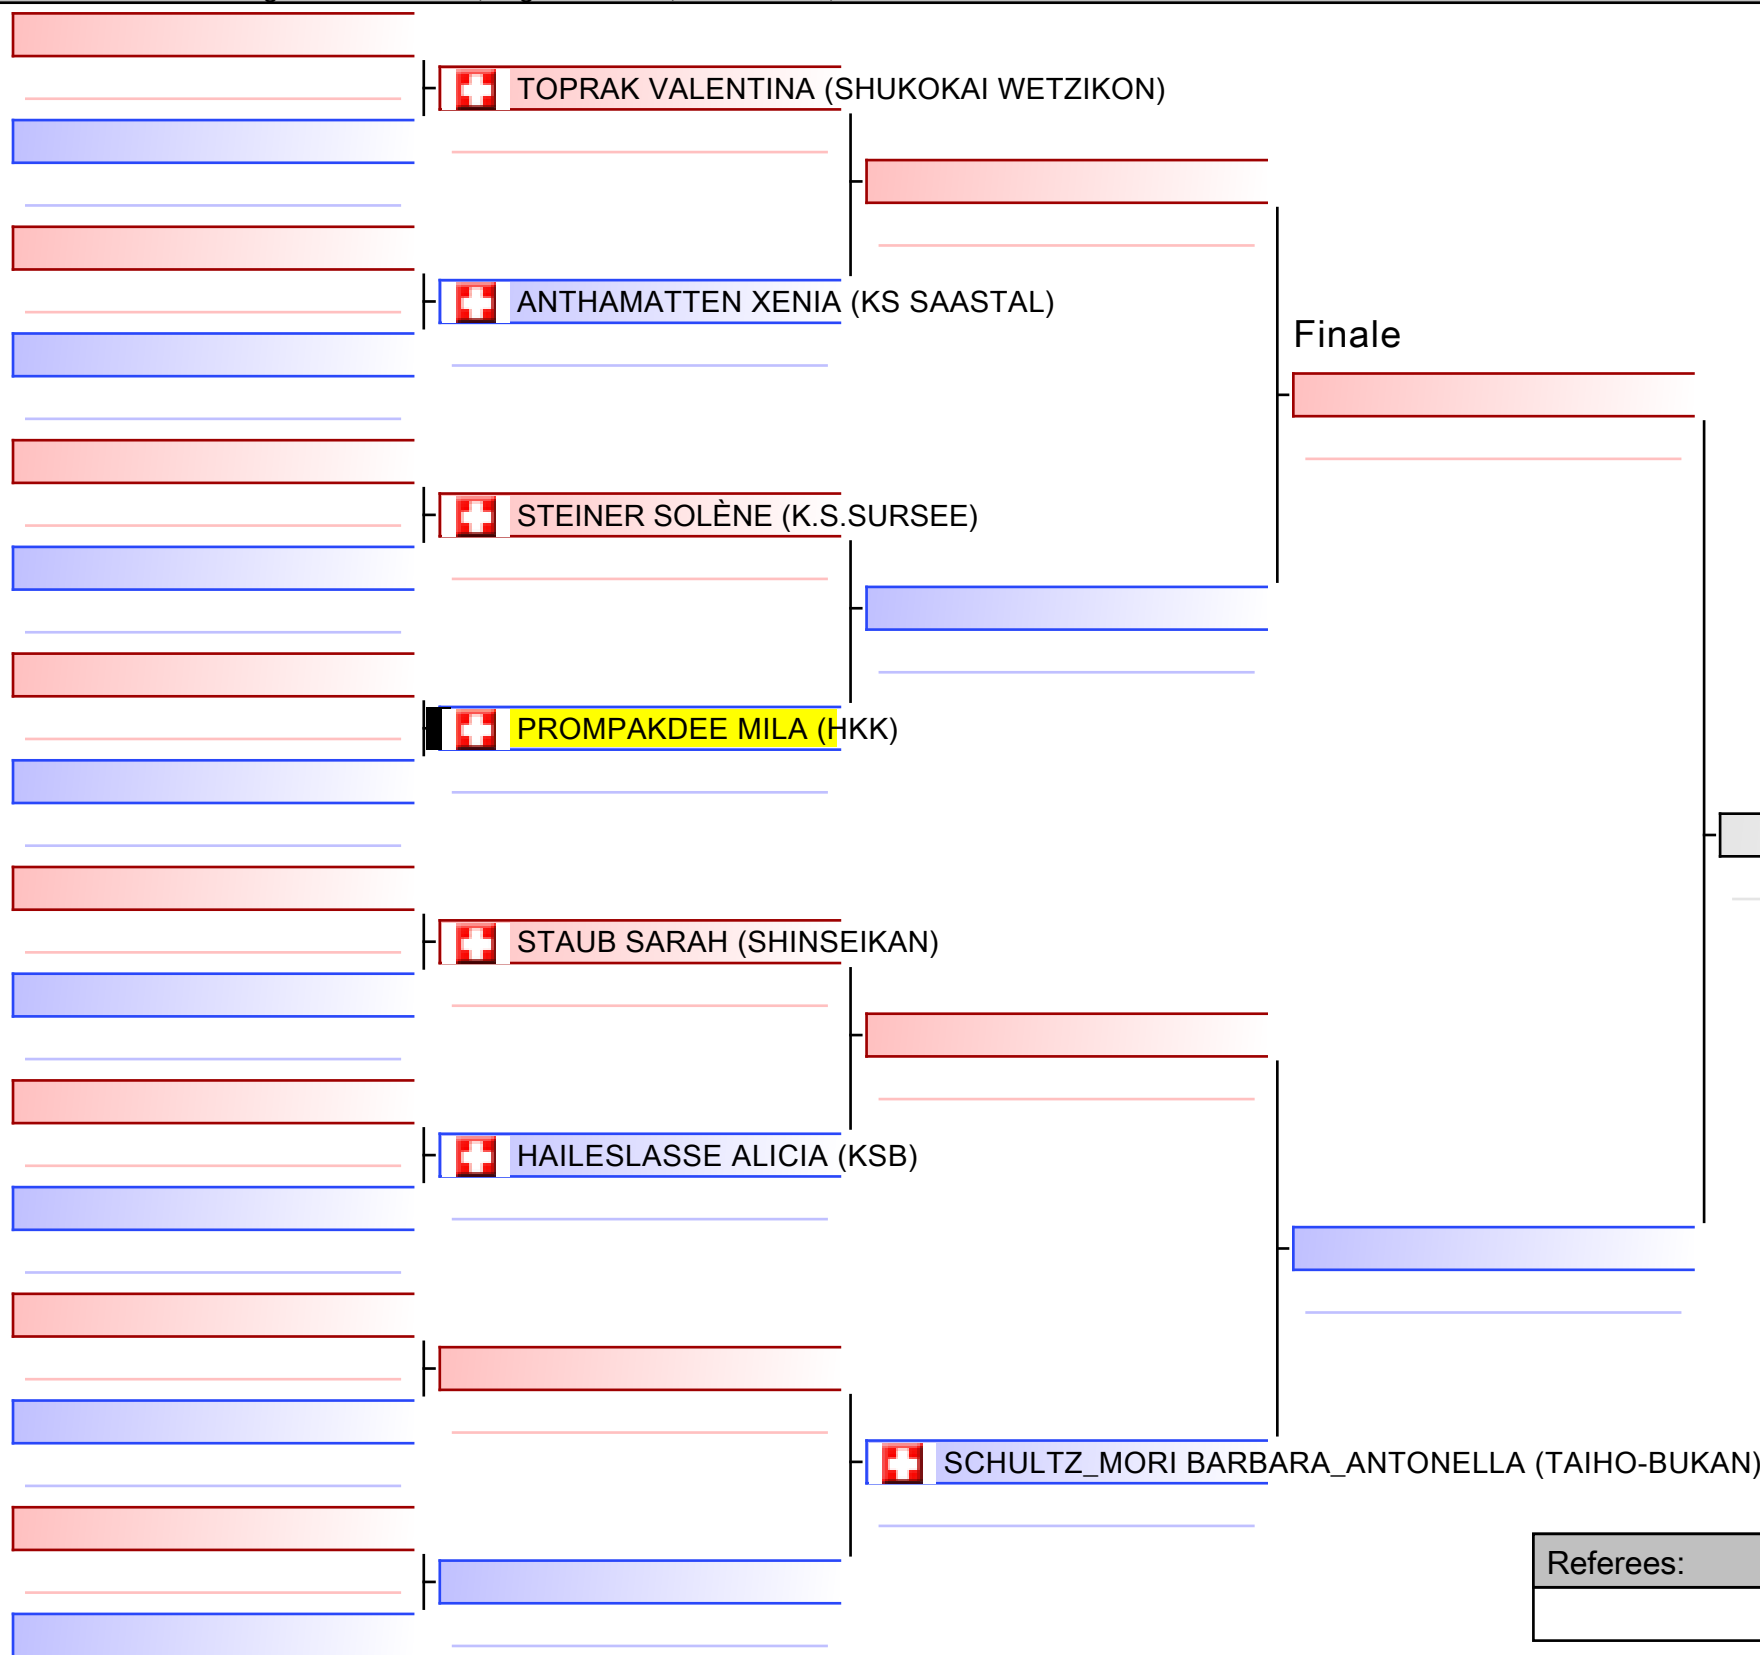 TOPRAK VALENTINA (SHUKOKAI WETZIKON)
ANTHAMATTEN XENIA (KS SAASTAL)
Finale
STEINER SOLÈNE (K.S.SURSEE)
PROMPAKDEE MILA (HKK)
STAUB SARAH (SHINSEIKAN)
HAILESLASSE ALICIA (KSB)
SCHULTZ_MORI BARBARA_ANTONELLA (TAIHO-BUKAN)
Referees: